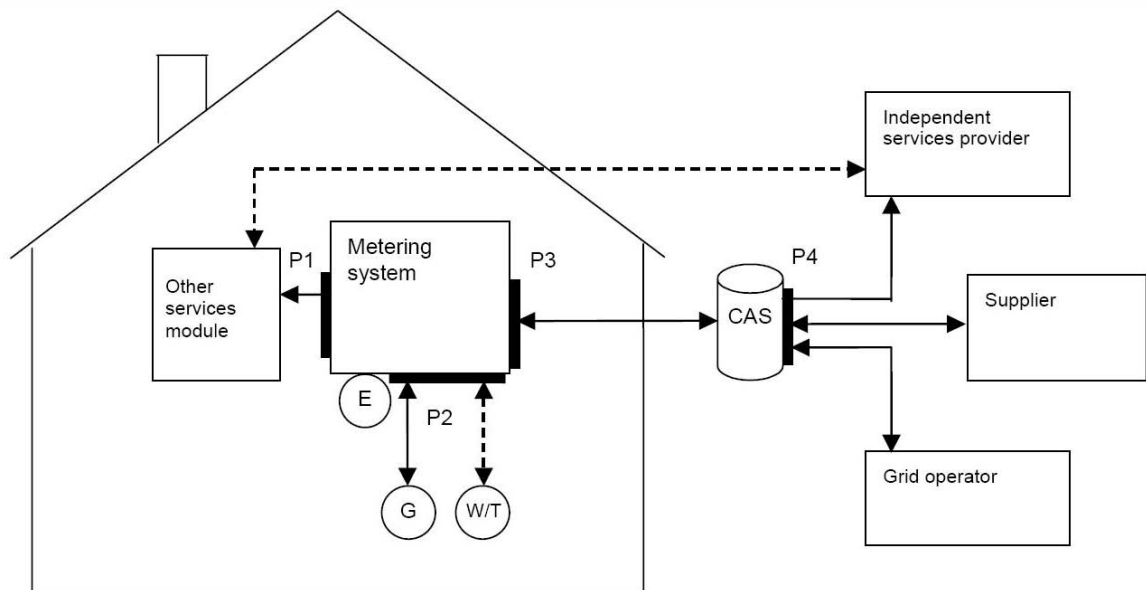 Independent
services provider
Metering
system
P1
P3
P4
Other
services
module
CAS
Supplier
E
P2
G
W/T
Grid operator